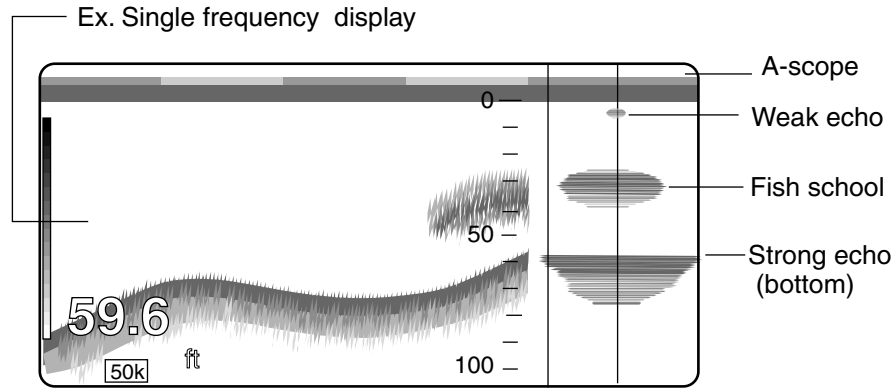 Ex. Single frequency display
A-scope
0
Weak echo
Fish school
50
Strong echo
(bottom)
59.6
ft
50k
100